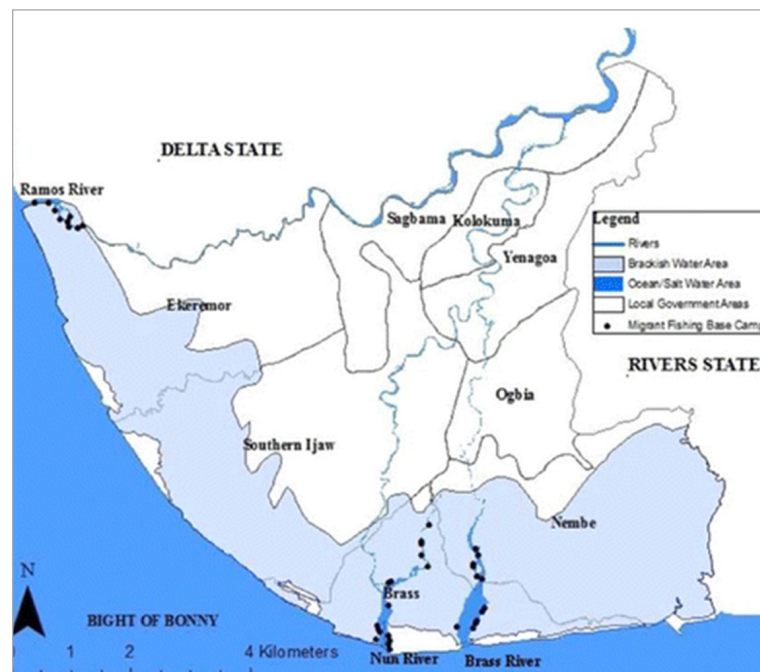 DELTA STATE
Ramos River
Sagbama
Kolokuma
Legend
Rivers
Brackish Water Area
Ocean/Salt Water Area
Local Government Areas
Migrant Fishing Base Camp
Yenagoa
Ekeremor
RIVERS STATE
Ogbia
Southern Ijaw
Nembe
N
Brass
BIGHT OF BONNY
0 1 2 4 Kilometers
Nun River
Brass River